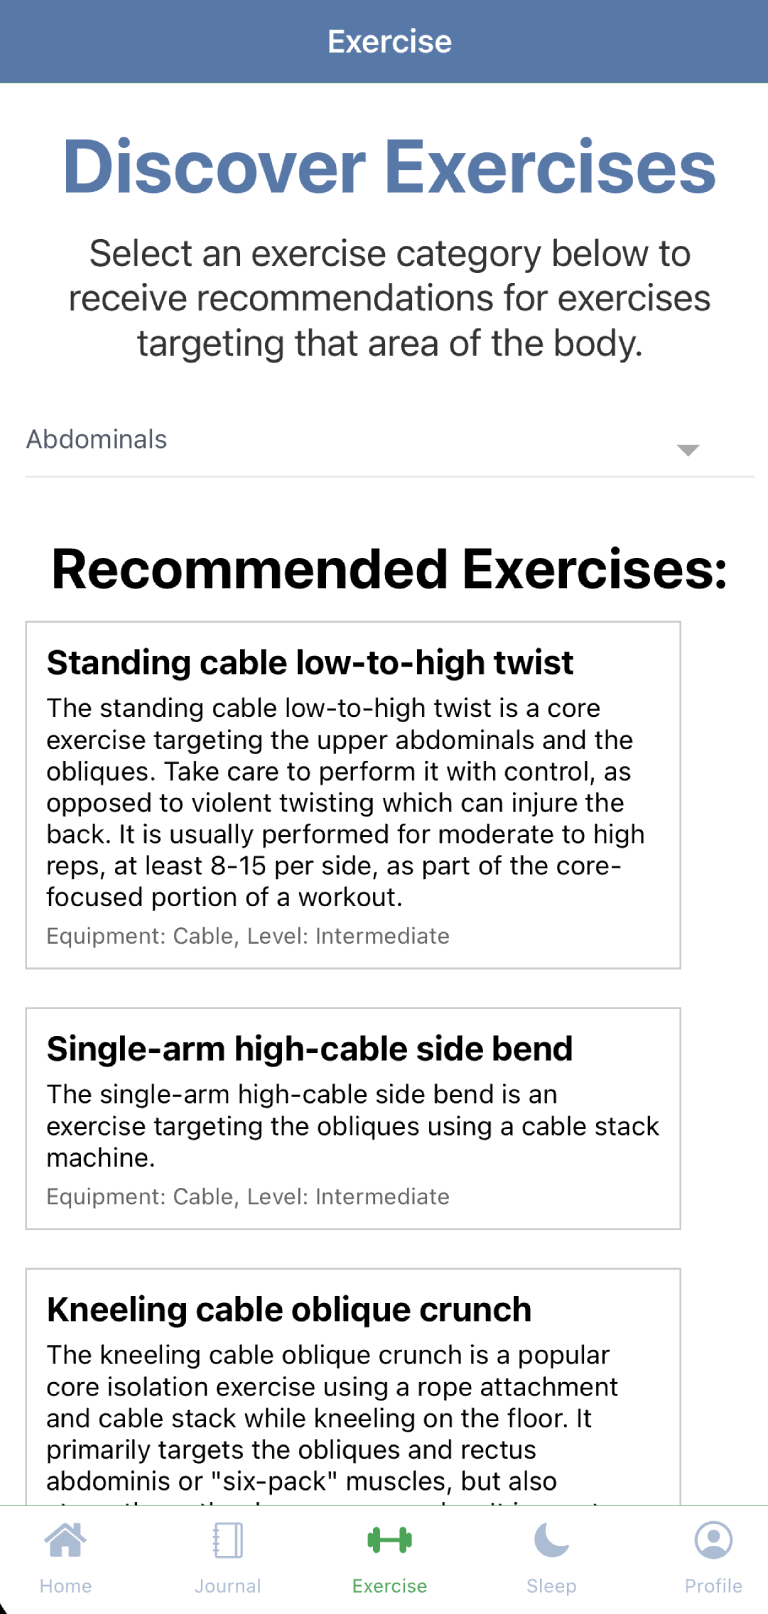 Exercise
Discover Exercises
Select an exercise category below to
receive recommendations for exercises
targeting that area of the body.
Abdominals
Recommended Exercises:
Standing cable low-to-high twist
The standing cable low-to-high twist is a core
exercise targeting the upper abdominals and the
obliques. Take care to perform it with control, as
opposed to violent twisting which can injure the
back. It is usually performed for moderate to high
reps, at least 8-15 per side, as part of the core-
focused portion of a workout.
Equipment: Cable, Level: Intermediate
Single-arm high-cable side bend
The single-arm high-cable side bend is an
exercise targeting the obliques using a cable stack
machine.
Equipment: Cable, Level: Intermediate
Kneeling cable oblique crunch
The kneeling cable oblique crunch is a popular
core isolation exercise using a rope attachment
and cable stack while kneeling on the floor. It
primarily targets the obliques and rectus
abdominis or "six-pack" muscles, but also
Home
Journal
Exercise
Sleep
Profile